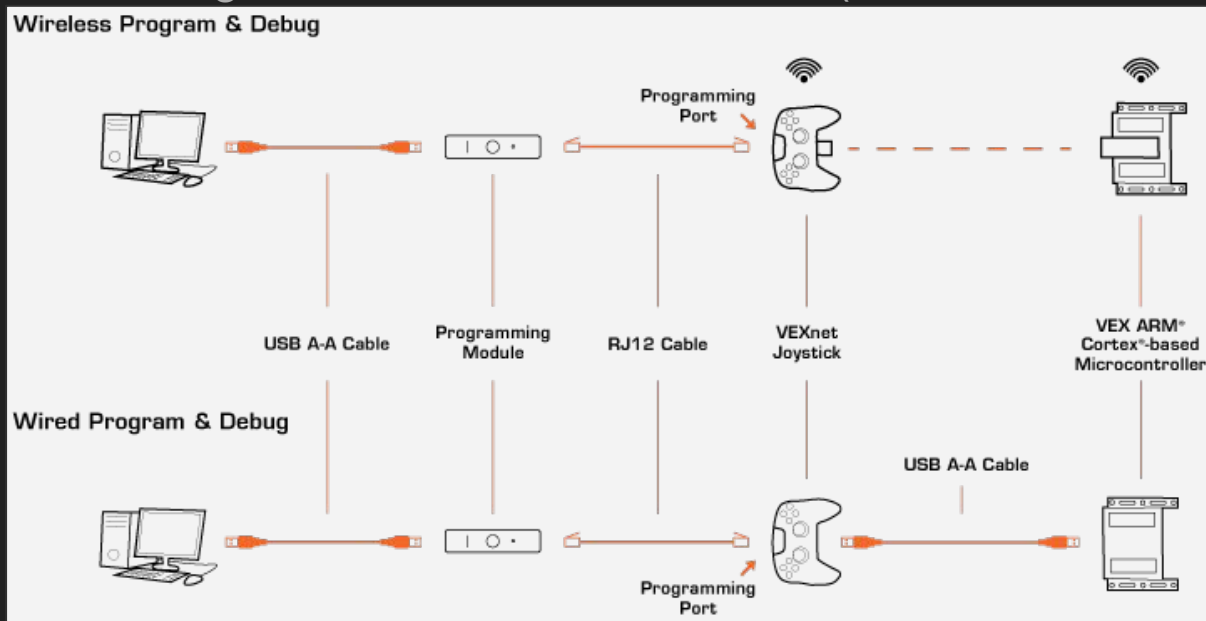 Wireless Program & Debug
Programming
Port
USB A-A Cable
Programming
Module
RJ12 Cable
VEXnet
Joystick
VEX ARM®
Cortex®-based
Microcontroller
Wired Program & Debug
USB A-A Cable
Programming
Port